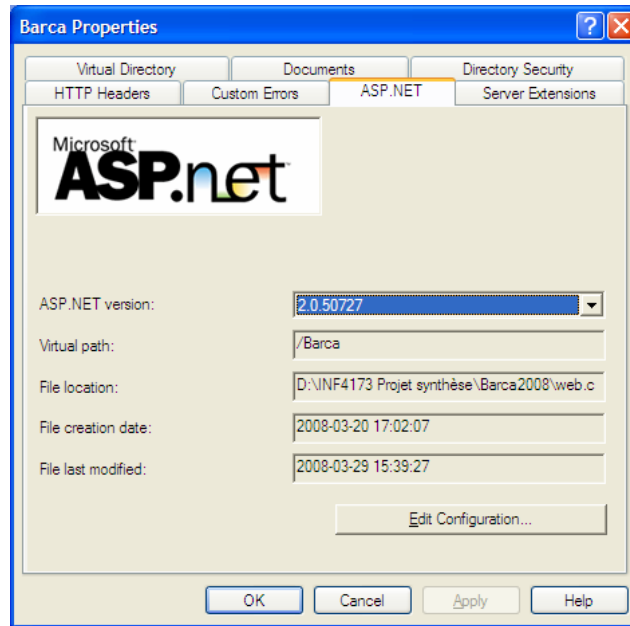 Barca Properties
Virtual Directory Documents Directory Security
HTTP Headers Custom Errors ASP.NET Server Extensions
Microsoft
ASP.net
ASP.NET version: 2.0.50727
Virtual path: /Barca
File location: D:\INF4173 Projet synthèse\Barca2008\web.c
File creation date: 2008-03-20 17:02:07
File last modified: 2008-03-29 15:39:27
Edit Configuration...
OK Cancel Apply Help